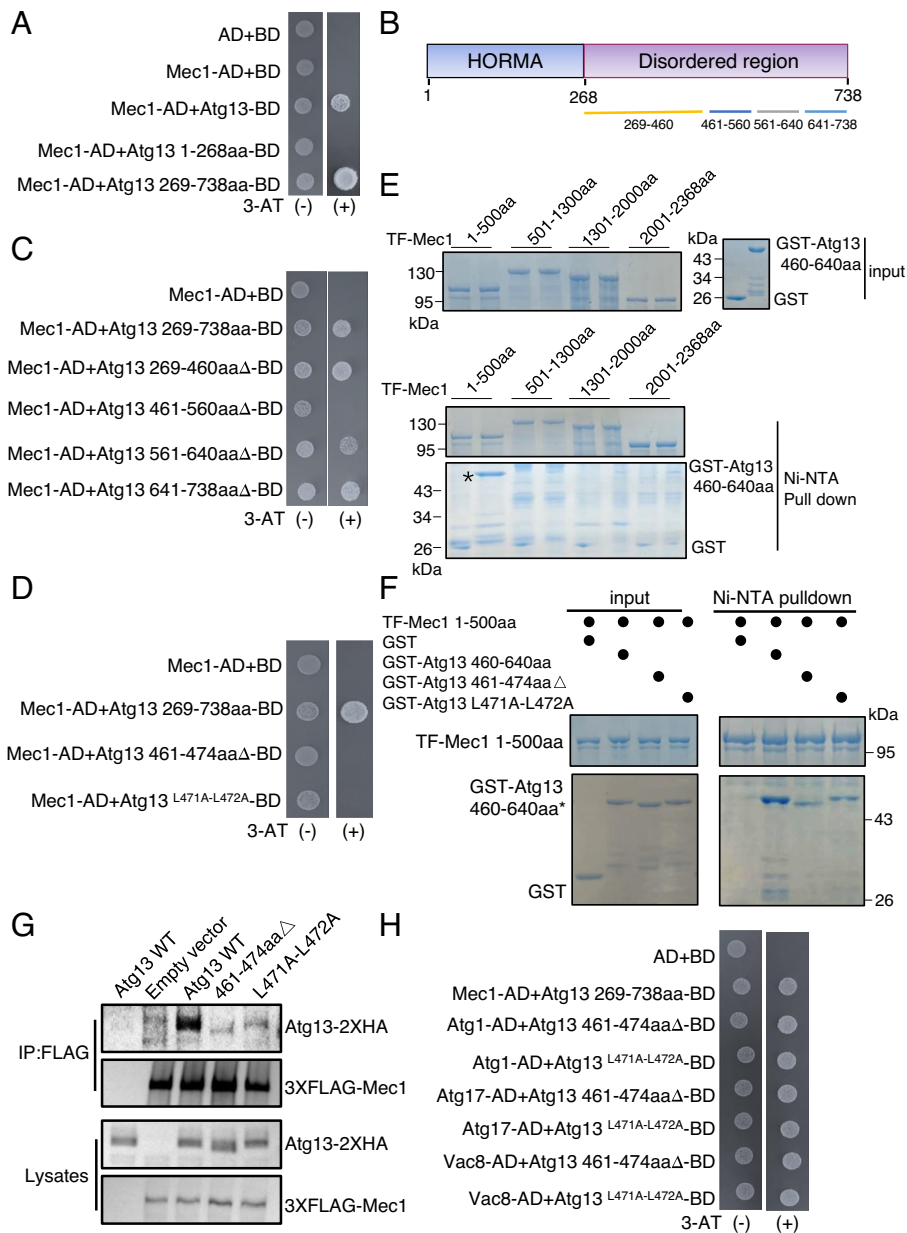 A
AD+BD
Mec1-AD+BD
Mec1-AD+Atg13-BD
Mec1-AD+Atg13 1-268aa-BD
Mec1-AD+Atg13 269-738aa-BD
3-AT (-) (+)
B
HORMA Disordered region
1 268 738
269-460 461-560 561-640 641-738
C
Mec1-AD+BD
Mec1-AD+Atg13 269-738aa-BD
Mec1-AD+Atg13 269-460aaΔ-BD
Mec1-AD+Atg13 461-560aaΔ-BD
Mec1-AD+Atg13 561-640aaΔ-BD
Mec1-AD+Atg13 641-738aaΔ-BD
3-AT (-) (+)
D
Mec1-AD+BD
Mec1-AD+Atg13 269-738aa-BD
Mec1-AD+Atg13 461-474aaΔ-BD
Mec1-AD+Atg13 L471A-L472A-BD
3-AT (-) (+)
E
TF-Mec1 1-500aa 501-1300aa 1301-2000aa 2001-2368aa
130
95
kDa
kDa
43
34
26
GST-Atg13
460-640aa
GST
input
TF-Mec1 1-500aa 501-1300aa 1301-2000aa 2001-2368aa
130
95
*
43
34
26
kDa
GST-Atg13
460-640aa
GST
Ni-NTA
Pull down
F
input Ni-NTA pulldown
TF-Mec1 1-500aa
GST
GST-Atg13 460-640aa
GST-Atg13 461-474aa△
GST-Atg13 L471A-L472A
kDa
TF-Mec1 1-500aa
95
GST-Atg13
460-640aa*
43
GST
26
G
Atg13 WT Empty vector Atg13 WT 461-474aa△ L471A-L472A
IP:FLAG
Atg13-2XHA
3XFLAG-Mec1
Lysates
Atg13-2XHA
3XFLAG-Mec1
H
AD+BD
Mec1-AD+Atg13 269-738aa-BD
Atg1-AD+Atg13 461-474aaΔ-BD
Atg1-AD+Atg13 L471A-L472A-BD
Atg17-AD+Atg13 461-474aaΔ-BD
Atg17-AD+Atg13 L471A-L472A-BD
Vac8-AD+Atg13 461-474aaΔ-BD
Vac8-AD+Atg13 L471A-L472A-BD
3-AT (-) (+)